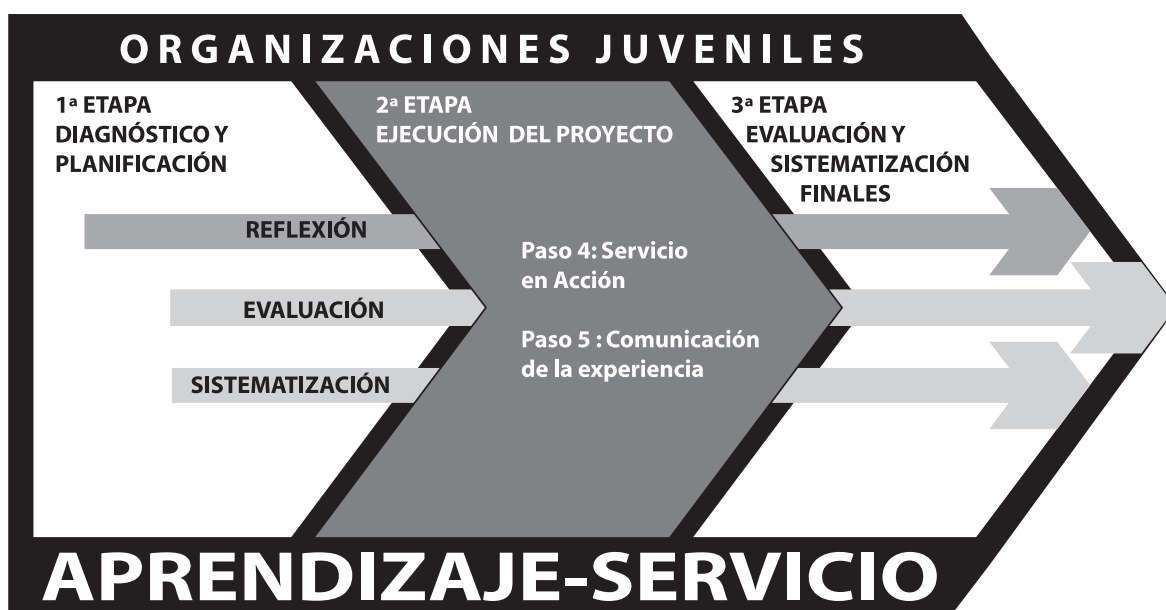 ORGANIZACIONES JUVENILES
1ª ETAPA
DIAGNÓSTICO Y
PLANIFICACIÓN
2ª ETAPA
EJECUCIÓN DEL PROYECTO
3ª ETAPA
EVALUACIÓN Y
SISTEMATIZACIÓN
FINALES
REFLEXIÓN
EVALUACIÓN
SISTEMATIZACIÓN
Paso 4: Servicio
en Acción
Paso 5 : Comunicación
de la experiencia
APRENDIZAJE-SERVICIO